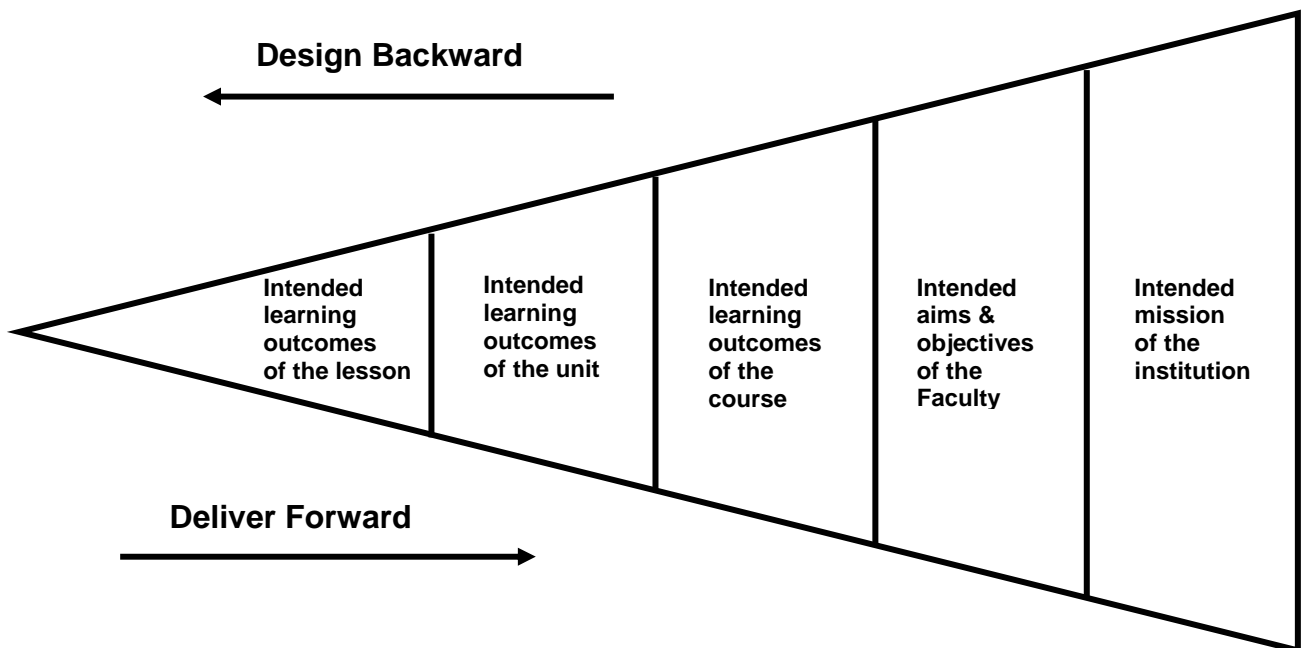 Design Backward
Intended
learning
outcomes
of the lesson
Intended
learning
outcomes
of the unit
Intended
learning
outcomes
of the
course
Intended
aims &
objectives
of the
Faculty
Intended
mission
of the
institution
Deliver Forward